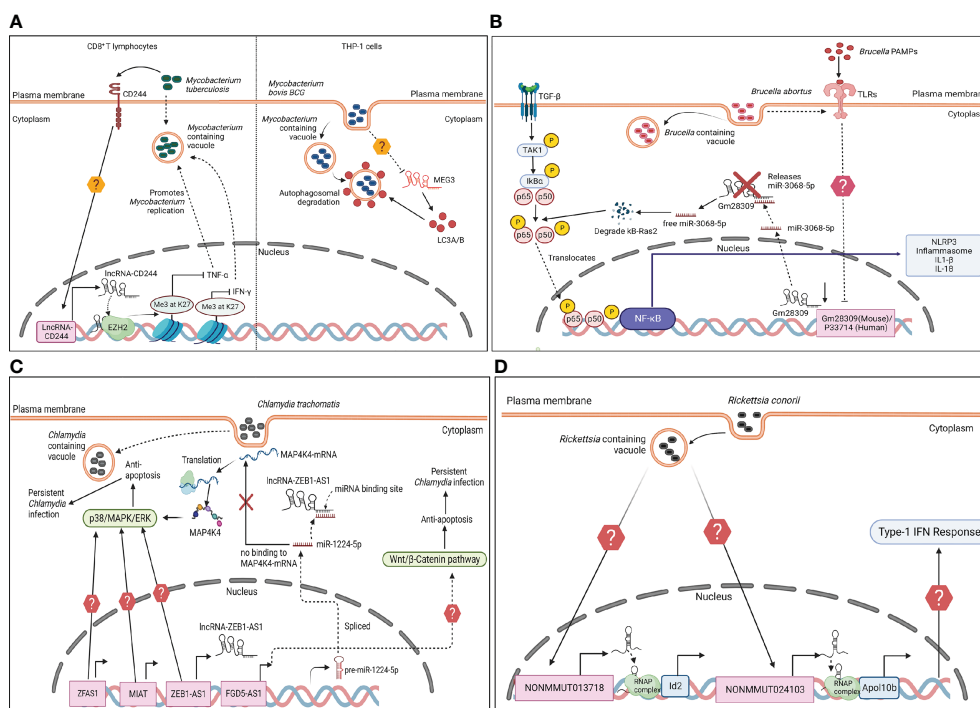 A
CD8+ T lymphocytes
THP-1 cells
Mycobacterium
tuberculosis
CD244
Mycobacterium
bovis BCG
Plasma membrane
Plasma membrane
Cytoplasm
Cytoplasm
Mycobacterium
containing
vacuole
Mycobacterium
containing
vacuole
?
?
MEG3
Promotes
Mycobacterium
replication
Autophagosomal
degradation
LC3A/B
Nucleus
lncRNA-CD244
TNF-α
IFN-γ
Me3 at K27
Me3 at K27
LncRNA-
CD244
EZH2
B
Brucella PAMPs
TGF-β
Brucella abortus
TLRs
Plasma membran
Cytoplas
Brucella containing
vacuole
P
TAK1
P
IkBα
p65
p50
?
Releases
miR-3068-5p
Gm28309
P
P
p65
p50
Degrade kB-Ras2
free miR-3068-5p
miR-3068-5p
Translocates
Nucleus
NLRP3
Inflammasome
IL1-β
IL-18
P
P
p65
p50
NF-κB
Gm28309
Gm28309(Mouse)/
P33714 (Human)
C
Plasma membrane
Chlamydia trachomatis
Cytoplasm
Chlamydia
containing
vacuole
Anti-
apoptosis
Translation
MAP4K4-mRNA
Persistent
Chlamydia
infection
lncRNA-ZEB1-AS1
miRNA binding site
Persistent
Chlamydia infection
p38/MAPK/ERK
MAP4K4
Anti-apoptosis
miR-1224-5p
no binding to
MAP4K4-mRNA
Wnt/β-Catenin pathway
Nucleus
?
?
?
?
lncRNA-ZEB1-AS1
Spliced
pre-miR-1224-5p
ZFAS1
MIAT
ZEB1-AS1
FGD5-AS1
D
Plasma membrane
Rickettsia conorii
Cytoplasm
Rickettsia containing
vacuole
?
?
Type-1 IFN Response
Nucleus
?
NONMMUT013718
RNAP
complex
Id2
NONMMUT024103
RNAP
complex
Apol10b